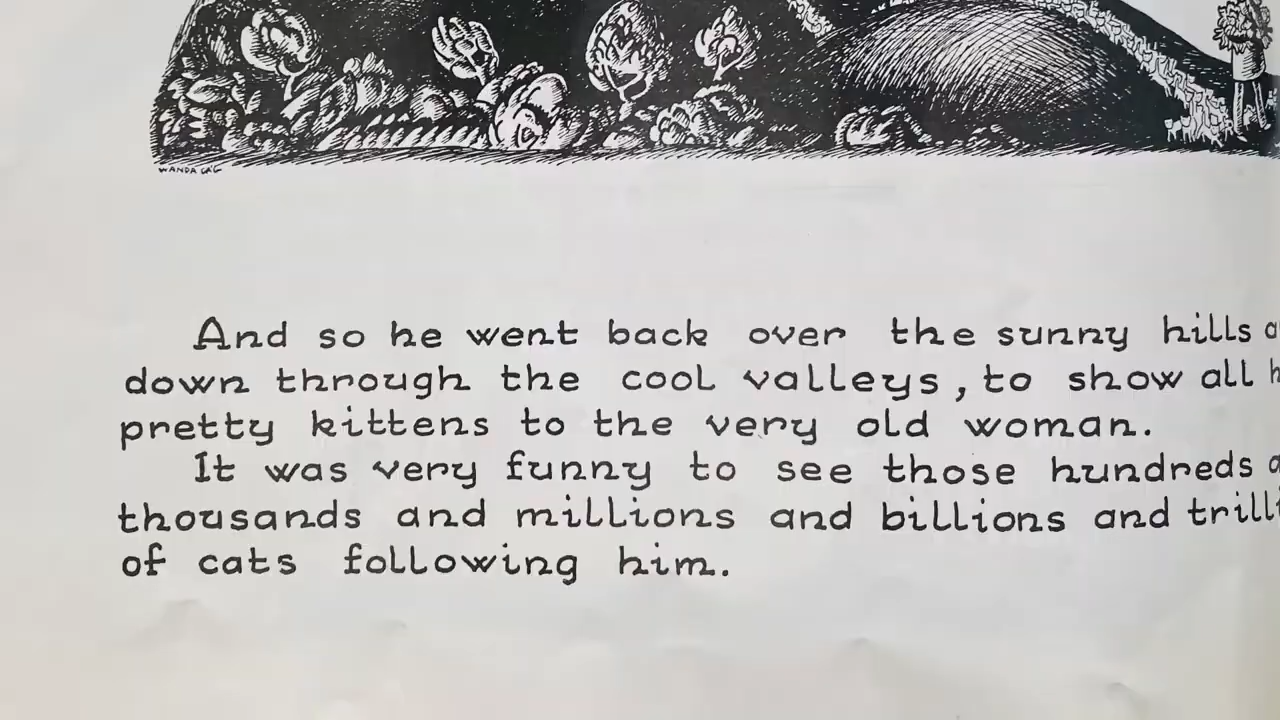 WANDA GÁG
And so he went back over the sunny hills
down through the cool valleys, to show all
pretty kittens to the very old woman.
It was very funny to see those hundreds
thousands and millions and billions and trilli
of cats following him.